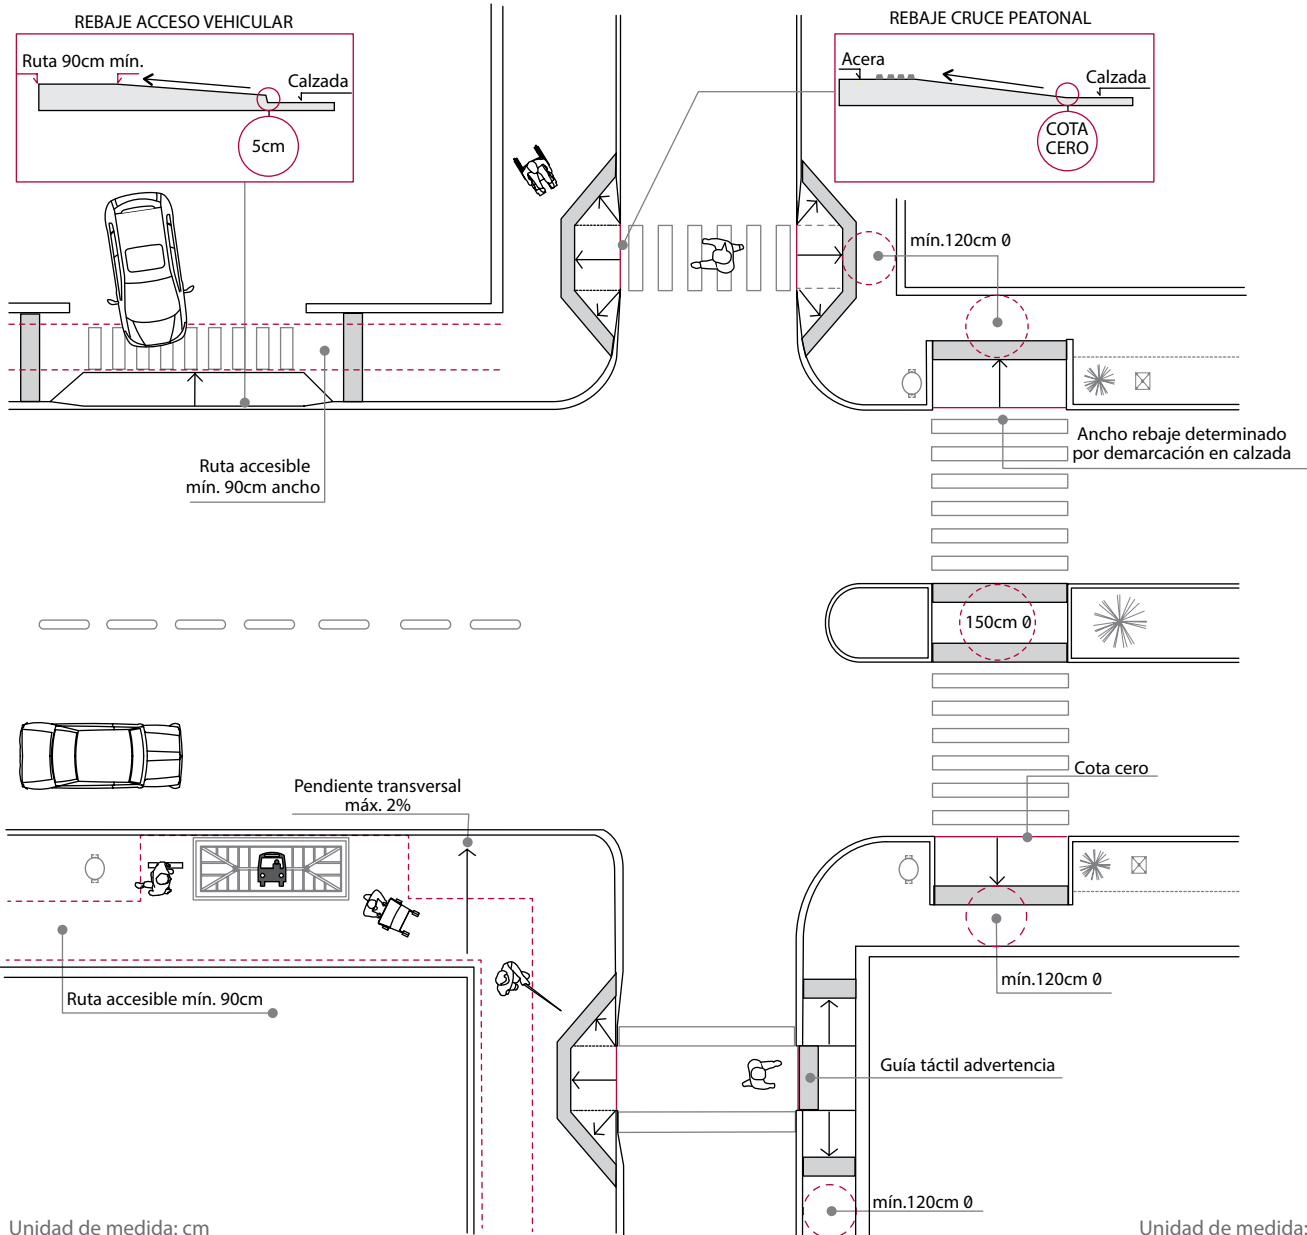 REBAJE ACCESO VEHICULAR
Ruta 90cm mín.
Calzada
5cm
REBAJE CRUCE PEATONAL
Acera
Calzada
COTA
CERO
mín.120cm Ø
Ancho rebaje determinado
por demarcación en calzada
Ruta accesible
mín. 90cm ancho
150cm Ø
Cota cero
Pendiente transversal
máx. 2%
Ruta accesible mín. 90cm
mín.120cm Ø
Guía táctil advertencia
mín.120cm Ø
Unidad de medida: cm
Unidad de medida: